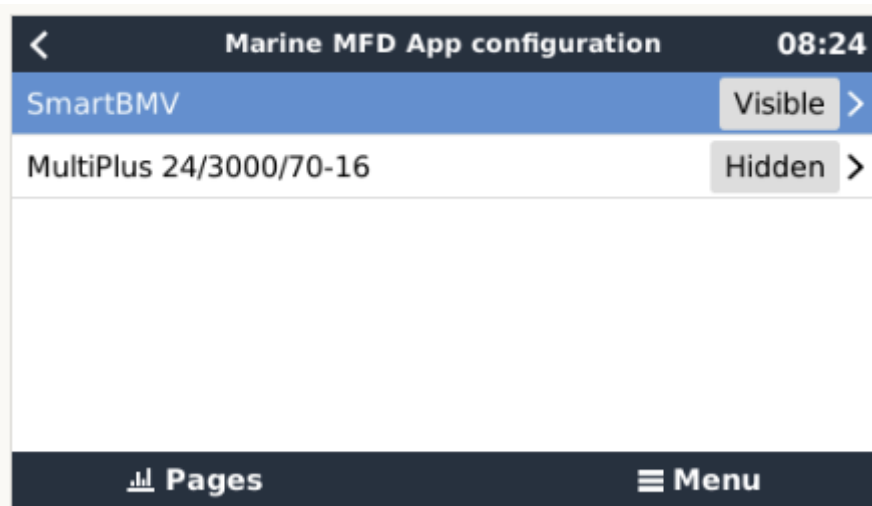 Marine MFD App configuration 08:24
SmartBMV Visible
MultiPlus 24/3000/70-16 Hidden
Pages Menu